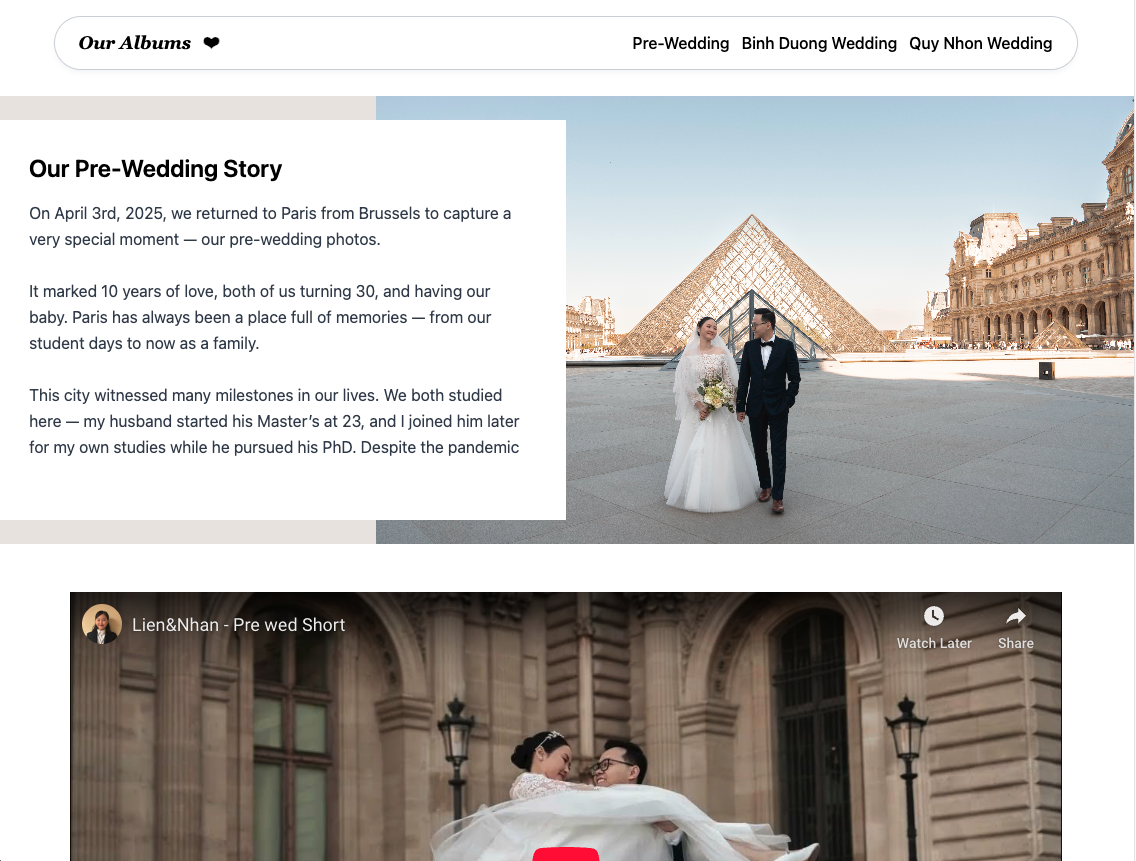 Our Albums ❤
Pre-Wedding Binh Duong Wedding Quy Nhon Wedding
Our Pre-Wedding Story
On April 3rd, 2025, we returned to Paris from Brussels to capture a
very special moment — our pre-wedding photos.
It marked 10 years of love, both of us turning 30, and having our
baby. Paris has always been a place full of memories — from our
student days to now as a family.
This city witnessed many milestones in our lives. We both studied
here — my husband started his Master’s at 23, and I joined him later
for my own studies while he pursued his PhD. Despite the pandemic
Lien&Nhan - Pre wed Short
Watch Later
Share